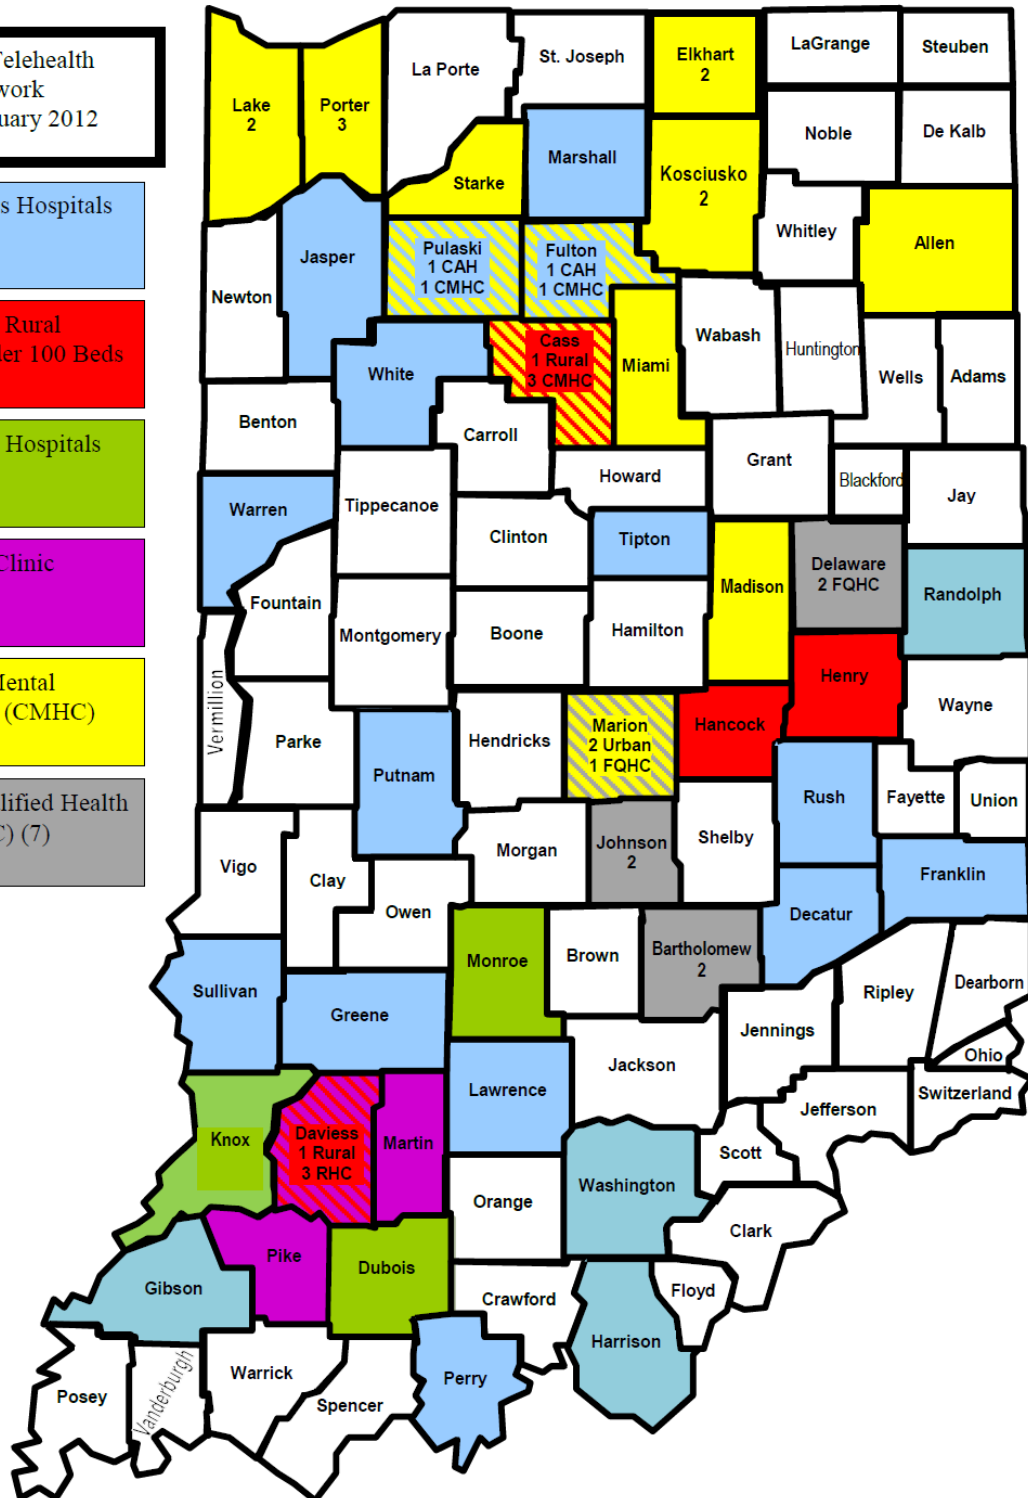 elehealth
work
uary 2012
s Hospitals
Rural
er 100 Beds
Hospitals
Clinic
Mental
(CMHC)
lified Health
C) (7)
Lake
2
Porter
3
La Porte
St. Joseph
Elkhart
2
LaGrange
Steuben
Starke
Marshall
Kosciusko
2
Noble
De Kalb
Newton
Jasper
Pulaski
1 CAH
1 CMHC
Fulton
1 CAH
1 CMHC
Whitley
Allen
White
Cass
1 Rural
3 CMHC
Miami
Wabash
Huntington
Wells
Adams
Benton
Carroll
Howard
Grant
Blackford
Jay
Warren
Tippecanoe
Clinton
Tipton
Madison
Delaware
2 FQHC
Randolph
Fountain
Montgomery
Boone
Hamilton
Henry
Wayne
Vermillion
Parke
Putnam
Hendricks
Marion
2 Urban
1 FQHC
Hancock
Rush
Fayette
Union
Vigo
Clay
Owen
Morgan
Johnson
2
Shelby
Decatur
Franklin
Sullivan
Greene
Monroe
Brown
Bartholomew
2
Jennings
Ripley
Dearborn
Ohio
Switzerland
Knox
Daviess
1 Rural
3 RHC
Martin
Lawrence
Jackson
Scott
Jefferson
Gibson
Pike
Dubois
Orange
Washington
Clark
Posey
Vanderburgh
Warrick
Spencer
Perry
Crawford
Harrison
Floyd